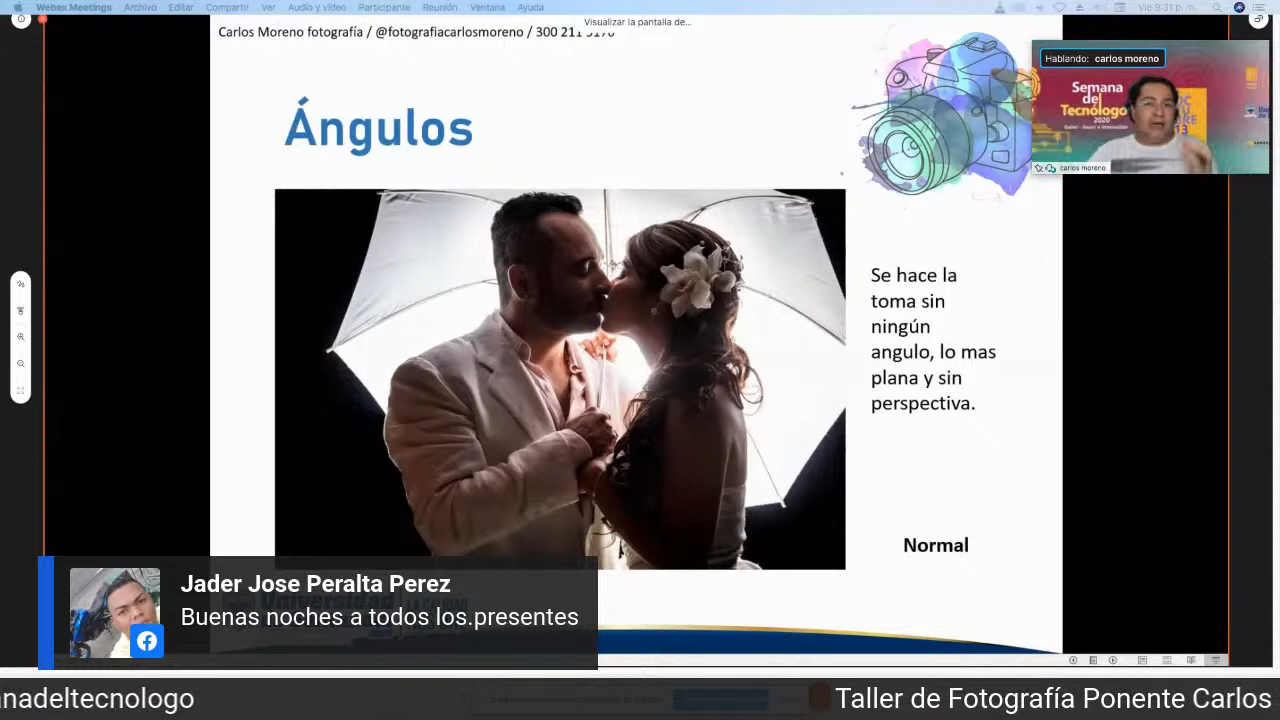 Webex Meetings Archivo Editar Compartir Ver Audio y vídeo Participante Reunión Ventana Ayuda
Vie 8:31 p. m.
Visualizar la pantalla de...
Carlos Moreno fotografía / @fotografiacarlosmoreno / 300 211
Hablando: carlos moreno
Semana
del
Tecnólogo
2020
carlos moreno
Ángulos
Se hace la
toma sin
ningún
angulo, lo mas
plana y sin
perspectiva.
Normal
Jader Jose Peralta Perez
Buenas noches a todos los.presentes
nadeltecnologo
Taller de Fotografía Ponente Carlos